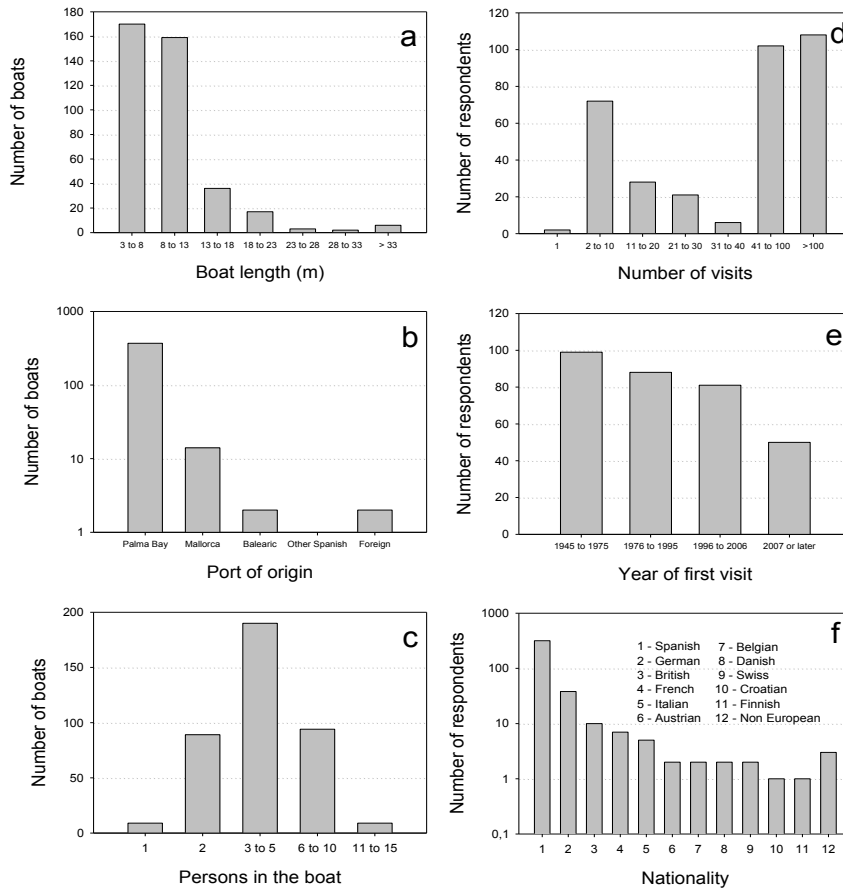 a
180
160
140
120
100
80
60
40
20
0
Number of boats
3 to 8 8 to 13 13 to 18 18 to 23 23 to 28 28 to 33 > 33
Boat length (m)
d
120
100
80
60
40
20
0
Number of respondents
1 2 to 10 11 to 20 21 to 30 31 to 40 41 to 100 >100
Number of visits
b
1000
100
10
1
Number of boats
Palma Bay Mallorca Balearic Other Spanish Foreign
Port of origin
e
120
100
80
60
40
20
0
Number of respondents
1945 to 1975 1976 to 1995 1996 to 2006 2007 or later
Year of first visit
c
200
150
100
50
0
Number of boats
1 2 3 to 5 6 to 10 11 to 15
Persons in the boat
f
1000
100
10
1
0,1
Number of respondents
1 - Spanish 7 - Belgian
2 - German 8 - Danish
3 - British 9 - Swiss
4 - French 10 - Croatian
5 - Italian 11 - Finnish
6 - Austrian 12 - Non European
1 2 3 4 5 6 7 8 9 10 11 12
Nationality